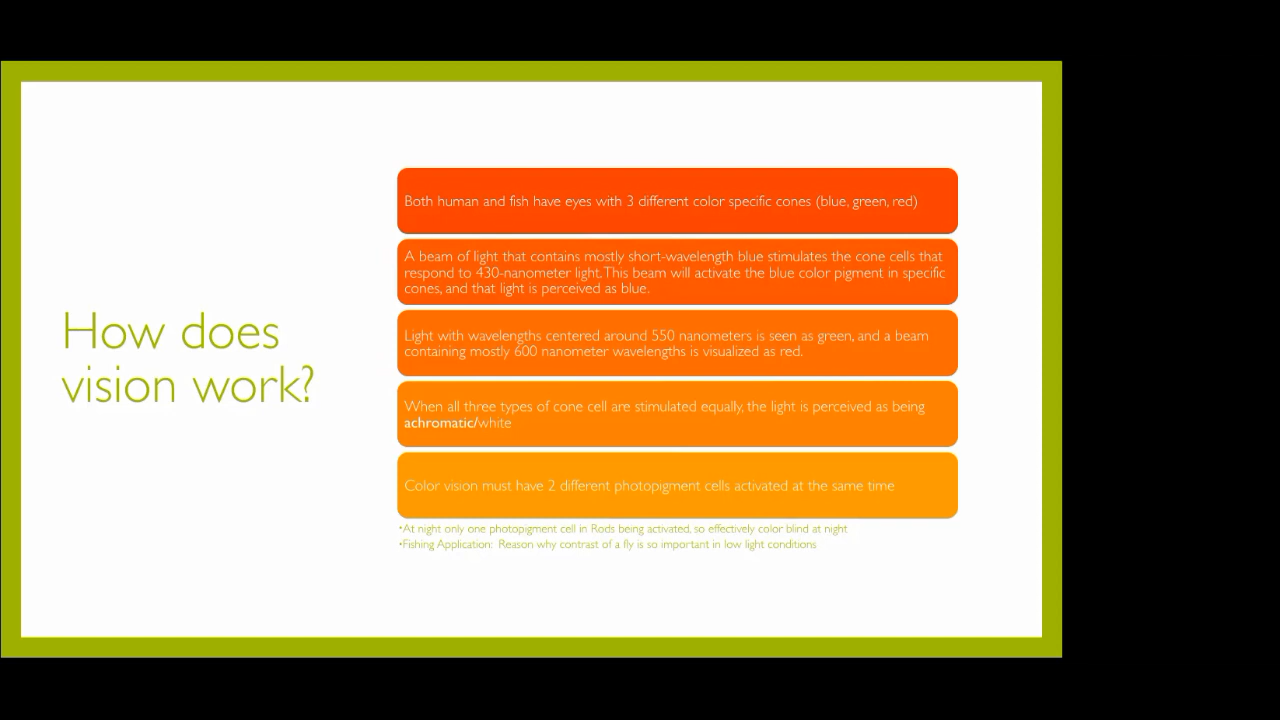 How does
vision work?
Both human and fish have eyes with 3 different color specific cones (blue, green, red)
A beam of light that contains mostly short-wavelength blue stimulates the cone cells that
respond to 430-nanometer light. This beam will activate the blue color pigment in specific
cones, and that light is perceived as blue.
Light with wavelengths centered around 550 nanometers is seen as green, and a beam
containing mostly 600 nanometer wavelengths is visualized as red.
When all three types of cone cell are stimulated equally, the light is perceived as being
achromatic/white
Color vision must have 2 different photopigment cells activated at the same time
•At night only one photopigment cell in Rods being activated, so effectively color blind at night
•Fishing Application: Reason why contrast of a fly is so important in low light conditions